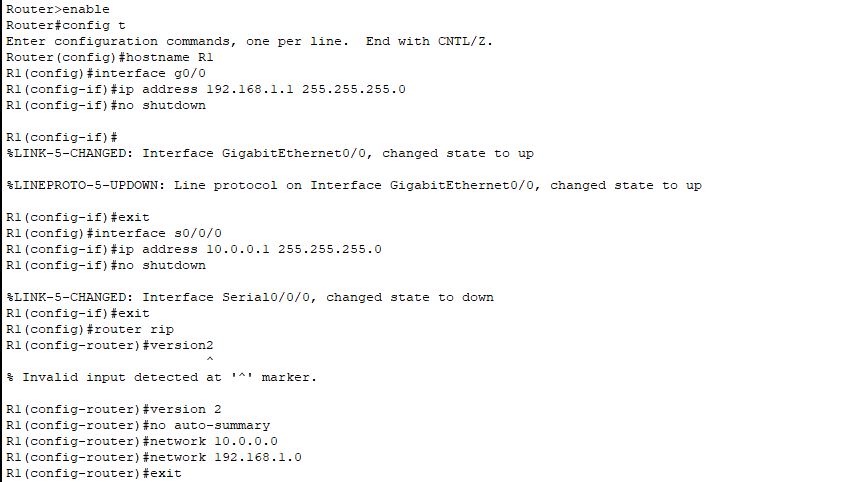 Router>enable
Router#config t
Enter configuration commands, one per line.  End with CNTL/Z.
Router(config)#hostname R1
R1(config)#interface g0/0
R1(config-if)#ip address 192.168.1.1 255.255.255.0
R1(config-if)#no shutdown
R1(config-if)#
%LINK-5-CHANGED: Interface GigabitEthernet0/0, changed state to up
%LINEPROTO-5-UPDOWN: Line protocol on Interface GigabitEthernet0/0, changed state to up
R1(config-if)#exit
R1(config)#interface s0/0/0
R1(config-if)#ip address 10.0.0.1 255.255.255.0
R1(config-if)#no shutdown
%LINK-5-CHANGED: Interface Serial0/0/0, changed state to down
R1(config-if)#exit
R1(config)#router rip
R1(config-router)#version2
^
% Invalid input detected at '^' marker.
R1(config-router)#version 2
R1(config-router)#no auto-summary
R1(config-router)#network 10.0.0.0
R1(config-router)#network 192.168.1.0
R1(config-router)#exit